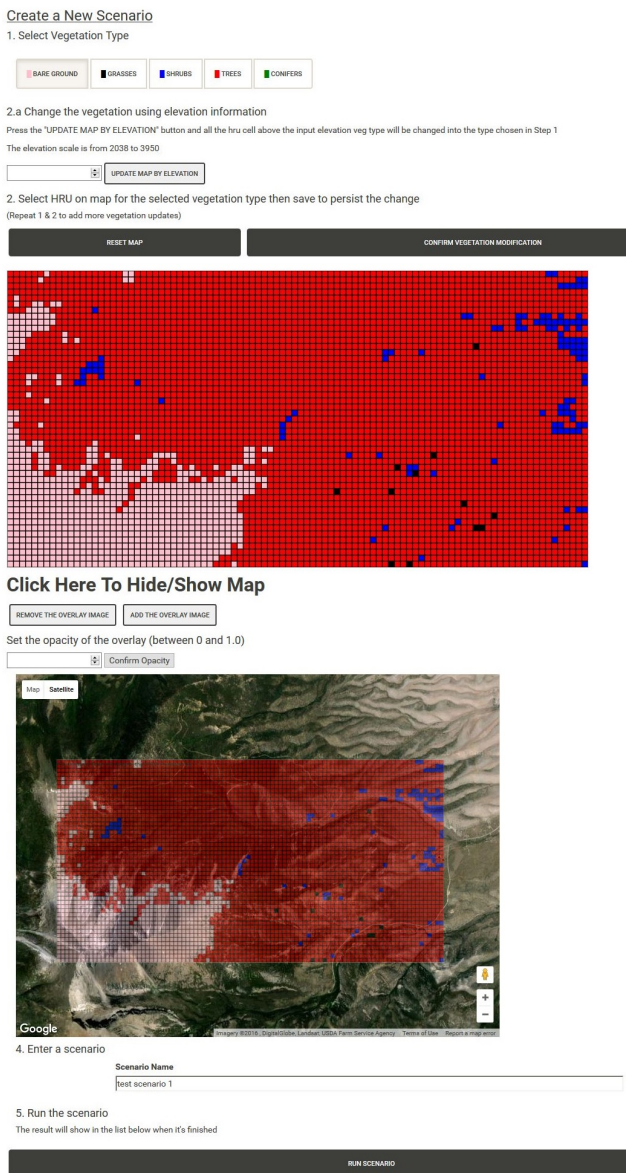 Create a New Scenario
1. Select Vegetation Type
BARE GROUND GRASSES SHRUBS TREES CONIFERS
2.a Change the vegetation using elevation information
Press the "UPDATE MAP BY ELEVATION" button and all the hru cell above the input elevation veg type will be changed into the type chosen in Step 1
The elevation scale is from 2038 to 3950
UPDATE MAP BY ELEVATION
2. Select HRU on map for the selected vegetation type then save to persist the change
(Repeat 1 & 2 to add more vegetation updates)
RESET MAP CONFIRM VEGETATION MODIFICATION
Click Here To Hide/Show Map
REMOVE THE OVERLAY IMAGE ADD THE OVERLAY IMAGE
Set the opacity of the overlay (between 0 and 1.0)
Confirm Opacity
Map Satellite
Google
Imagery ©2016 , DigitalGlobe, Landsat, USDA Farm Service Agency Terms of Use Report a map error
4. Enter a scenario
Scenario Name
test scenario 1
5. Run the scenario
The result will show in the list below when it's finished
RUN SCENARIO